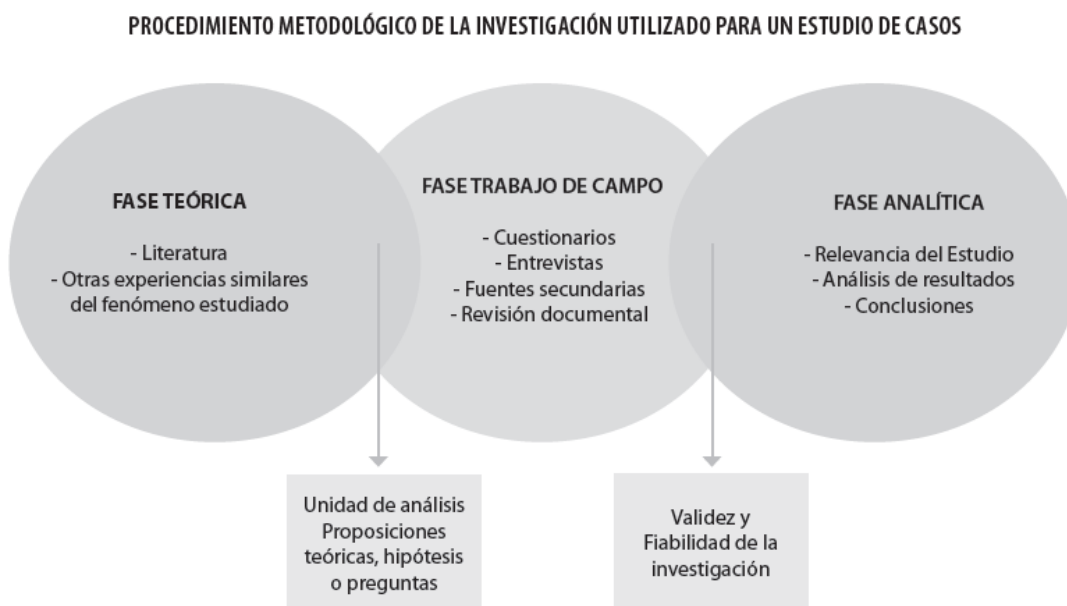 PROCEDIMIENTO METODOLÓGICO DE LA INVESTIGACIÓN UTILIZADO PARA UN ESTUDIO DE CASOS
FASE TEÓRICA
- Literatura
- Otras experiencias similares
del fenómeno estudiado
FASE TRABAJO DE CAMPO
- Cuestionarios
- Entrevistas
- Fuentes secundarias
- Revisión documental
FASE ANALÍTICA
- Relevancia del Estudio
- Análisis de resultados
- Conclusiones
Unidad de análisis
Proposiciones
teóricas, hipótesis
o preguntas
Validez y
Fiabilidad de la
investigación